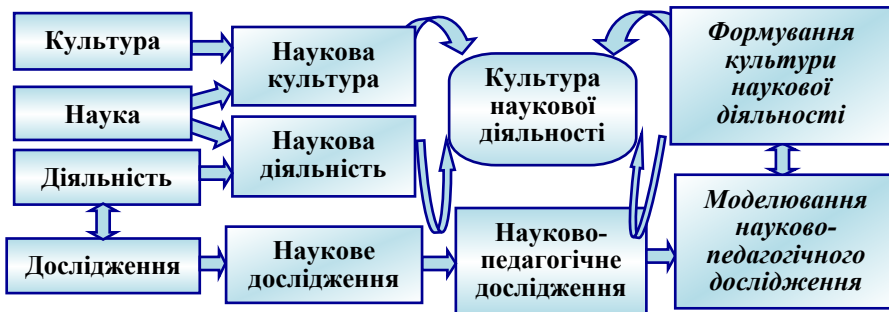 Культура
Наука
Діяльність
Дослідження
Наукова
культура
Наукова
діяльність
Наукове
дослідження
Культура
наукової
діяльності
Науково-
педагогічне
дослідження
Формування
культури
наукової
діяльності
Моделювання
науково-
педагогічного
дослідження